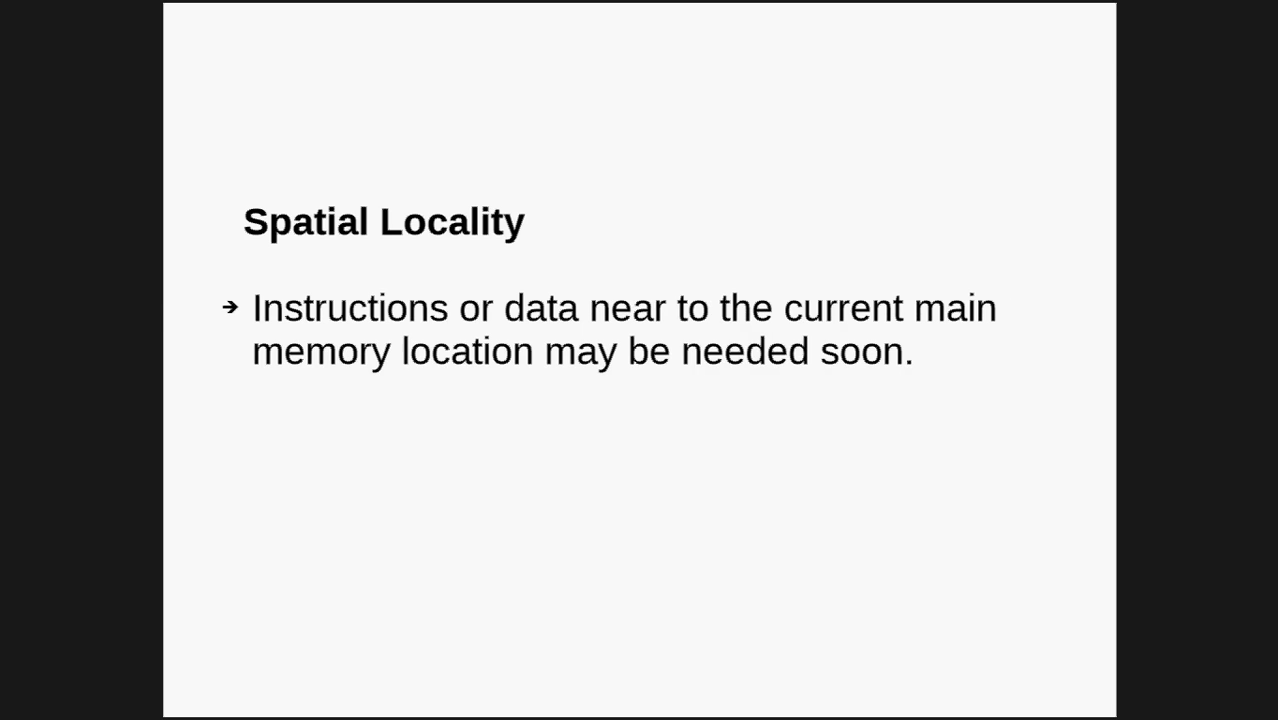 Spatial Locality
Instructions or data near to the current main
memory location may be needed soon.